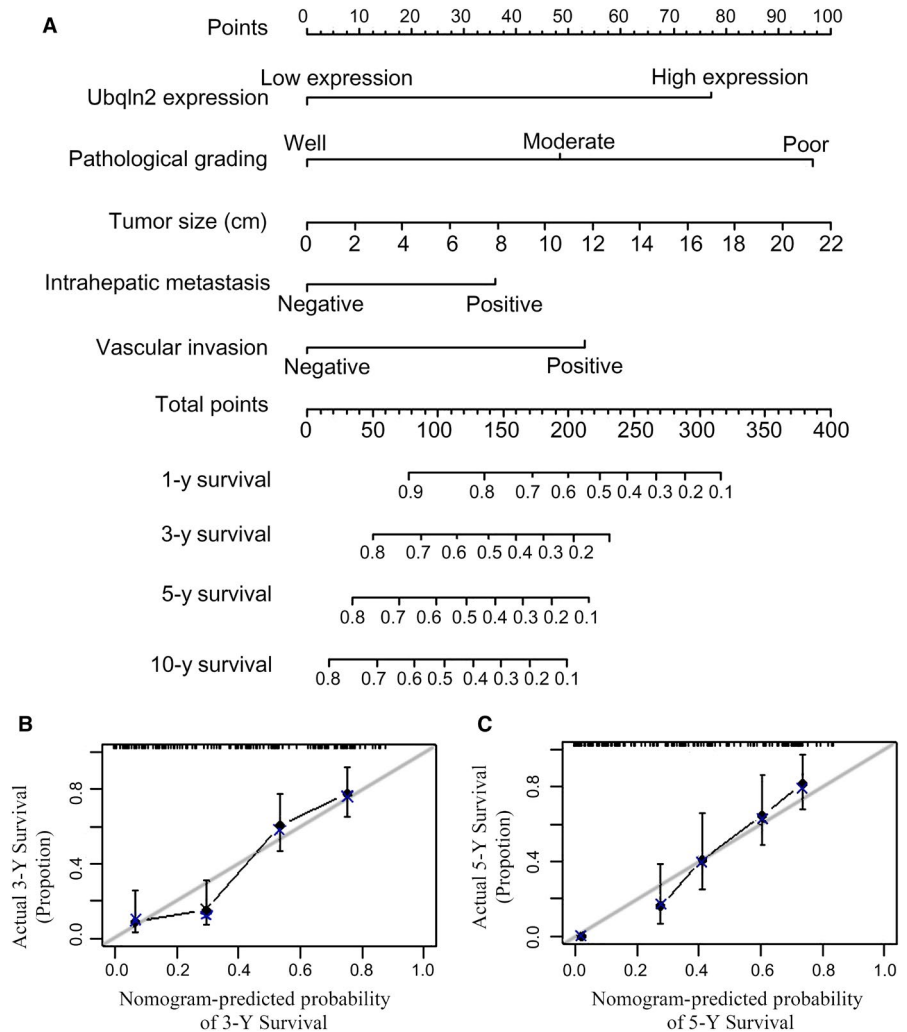 A
Points
0 10 20 30 40 50 60 70 80 90 100
Low expression High expression
Ubqln2 expression
Well Moderate Poor
Pathological grading
Tumor size (cm)
0 2 4 6 8 10 12 14 16 18 20 22
Intrahepatic metastasis
Negative Positive
Vascular invasion
Negative Positive
Total points
0 50 100 150 200 250 300 350 400
1-y survival
0.9 0.8 0.7 0.6 0.5 0.4 0.3 0.2 0.1
3-y survival
0.8 0.7 0.6 0.5 0.4 0.3 0.2
5-y survival
0.8 0.7 0.6 0.5 0.4 0.3 0.2 0.1
10-y survival
0.8 0.7 0.6 0.5 0.4 0.3 0.2 0.1
B
Actual 3-Y Survival
(Propotion)
0.8
0.4
0.0
0.0 0.2 0.4 0.6 0.8 1.0
Nomogram-predicted probability
of 3-Y Survival
C
Actual 5-Y Survival
(Propotion)
0.8
0.4
0.0
0.0 0.2 0.4 0.6 0.8 1.0
Nomogram-predicted probability
of 5-Y Survival